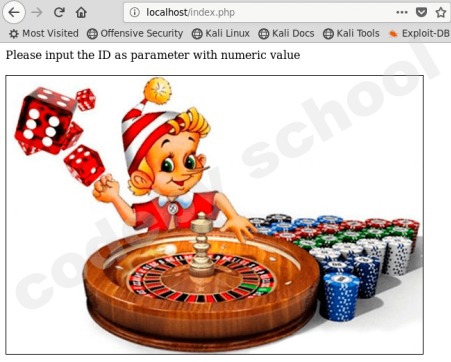 localhost/index.php
Most Visited Offensive Security Kali Linux Kali Docs Kali Tools Exploit-DB
Please input the ID as parameter with numeric value
codeby school